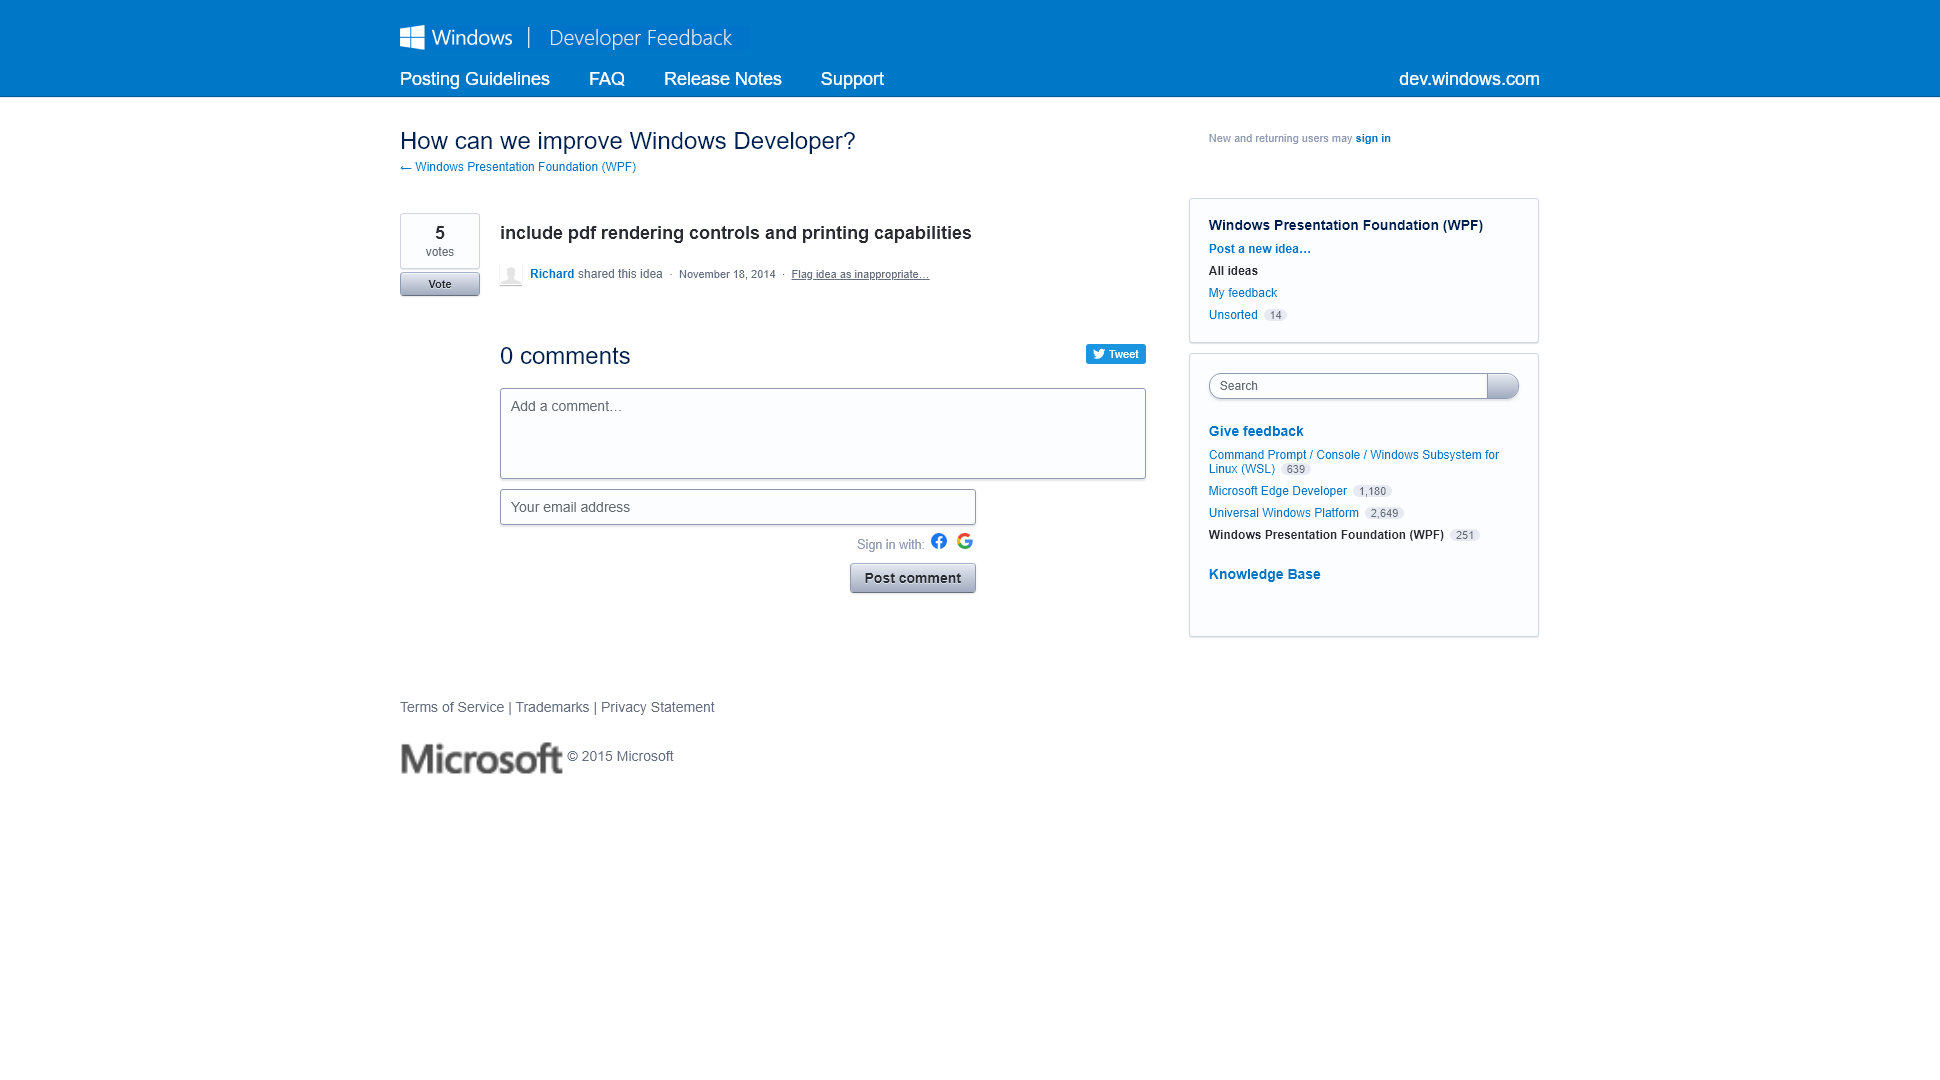 Windows | Developer Feedback
Posting Guidelines FAQ Release Notes Support dev.windows.com
How can we improve Windows Developer?
← Windows Presentation Foundation (WPF)
New and returning users may sign in
5
votes
Vote
include pdf rendering controls and printing capabilities
Richard shared this idea · November 18, 2014 · Flag idea as inappropriate…
0 comments
Tweet
Add a comment…
Your email address
Sign in with:
Post comment
Windows Presentation Foundation (WPF)
Post a new idea…
All ideas
My feedback
Unsorted 14
Search
Give feedback
Command Prompt / Console / Windows Subsystem for
Linux (WSL) 639
Microsoft Edge Developer 1,180
Universal Windows Platform 2,649
Windows Presentation Foundation (WPF) 251
Knowledge Base
Terms of Service | Trademarks | Privacy Statement
Microsoft © 2015 Microsoft